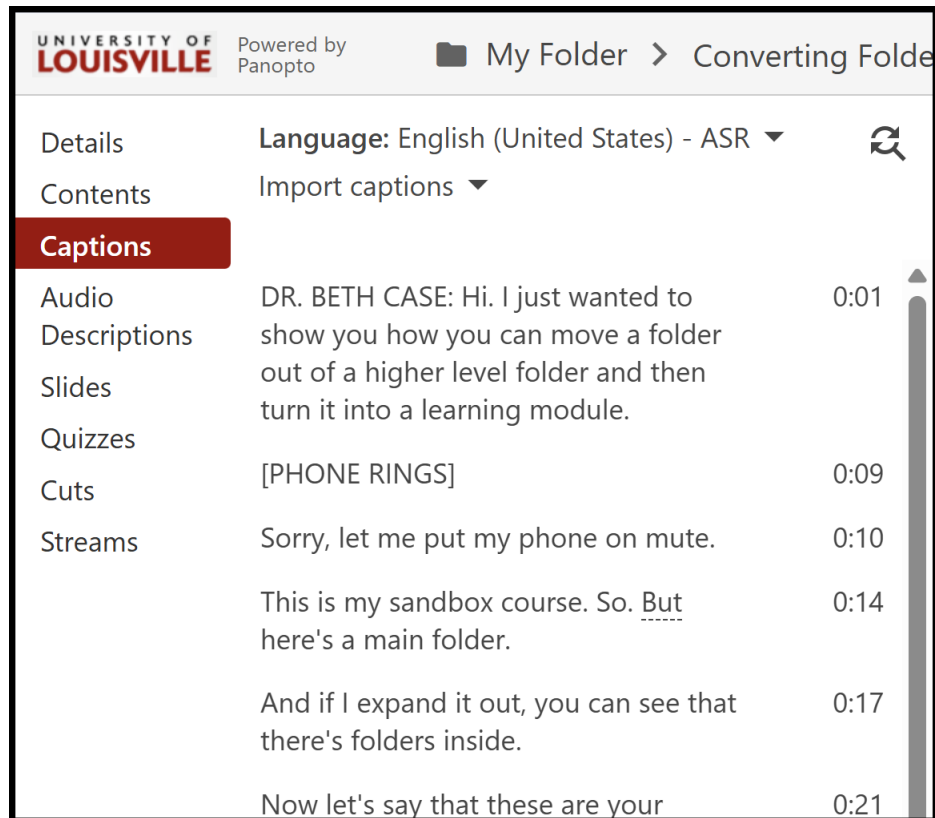 UNIVERSITY OF
LOUISVILLE
Powered by
Panopto
My Folder > Converting Folde
Details
Contents
Captions
Audio
Descriptions
Slides
Quizzes
Cuts
Streams
Language: English (United States) - ASR
Import captions
DR. BETH CASE: Hi. I just wanted to 0:01
show you how you can move a folder
out of a higher level folder and then
turn it into a learning module.
[PHONE RINGS] 0:09
Sorry, let me put my phone on mute. 0:10
This is my sandbox course. So. But 0:14
here's a main folder.
And if I expand it out, you can see that 0:17
there's folders inside.
Now let's say that these are your 0:21